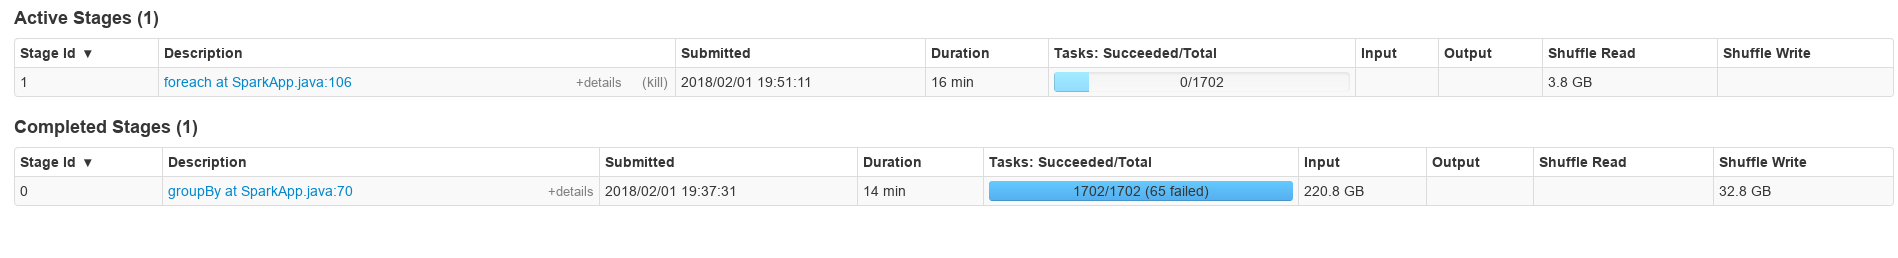 Active Stages (1)
Stage Id ▼ Description Submitted Duration Tasks: Succeeded/Total Input Output Shuffle Read Shuffle Write
1 foreach at SparkApp.java:106 +details (kill) 2018/02/01 19:51:11 16 min 0/1702 3.8 GB
Completed Stages (1)
Stage Id ▼ Description Submitted Duration Tasks: Succeeded/Total Input Output Shuffle Read Shuffle Write
0 groupBy at SparkApp.java:70 +details 2018/02/01 19:37:31 14 min 1702/1702 (65 failed) 220.8 GB 32.8 GB